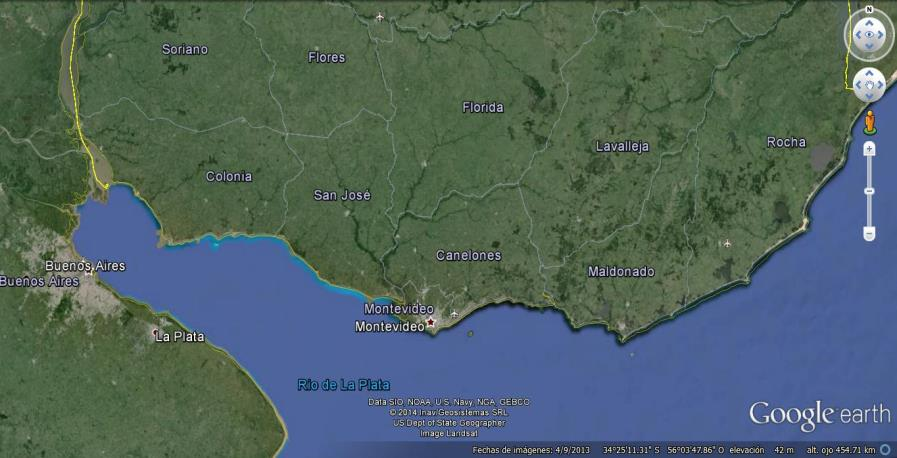 N
Soriano
Flores
Florida
Lavalleja
Rocha
Colonia
San José
Canelones
Buenos Aires
Buenos Aires
Maldonado
Montevideo
Montevideo
La Plata
Río de La Plata
Data SIO, NOAA, U.S. Navy, NGA, GEBCO
© 2014 Inav/Geosistemas SRL
US Dept of State Geographer
Image Landsat
Google earth
Fechas de imágenes: 4/9/2013 34°25'11.31" S 56°03'47.86" O elevación 42 m alt. ojo 454.71 km